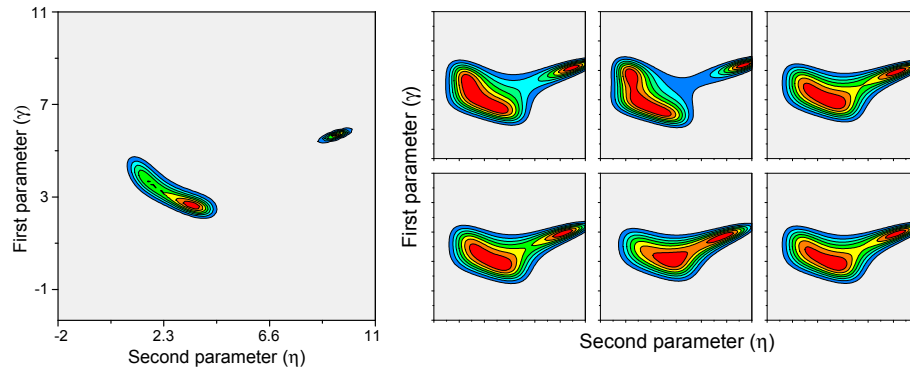 11
7
3
-1
-2
2.3
6.6
11
First parameter (γ)
Second parameter (η)
First parameter (γ)
Second parameter (η)